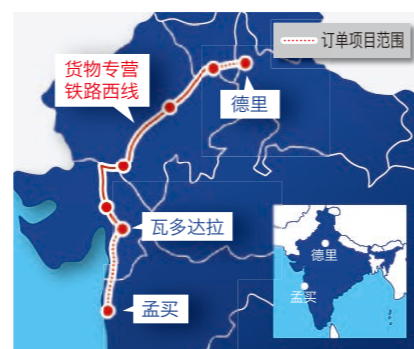 订单项目范围
货物专营
铁路西线
德里
瓦多达拉
孟买
德里
孟买